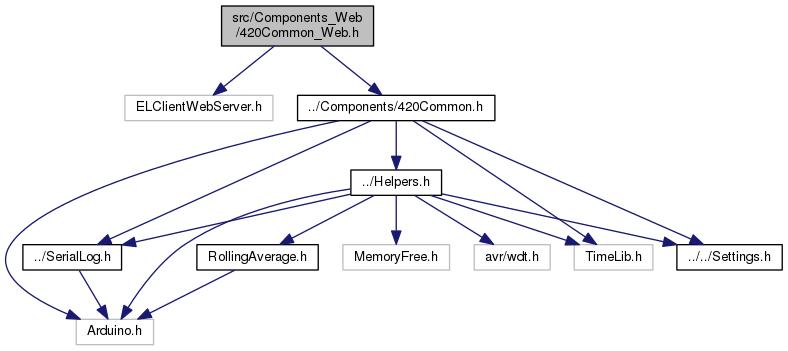 src/Components_Web
/420Common_Web.h
ELClientWebServer.h
../Components/420Common.h
../Helpers.h
../SerialLog.h
RollingAverage.h
MemoryFree.h
avr/wdt.h
TimeLib.h
../../Settings.h
Arduino.h